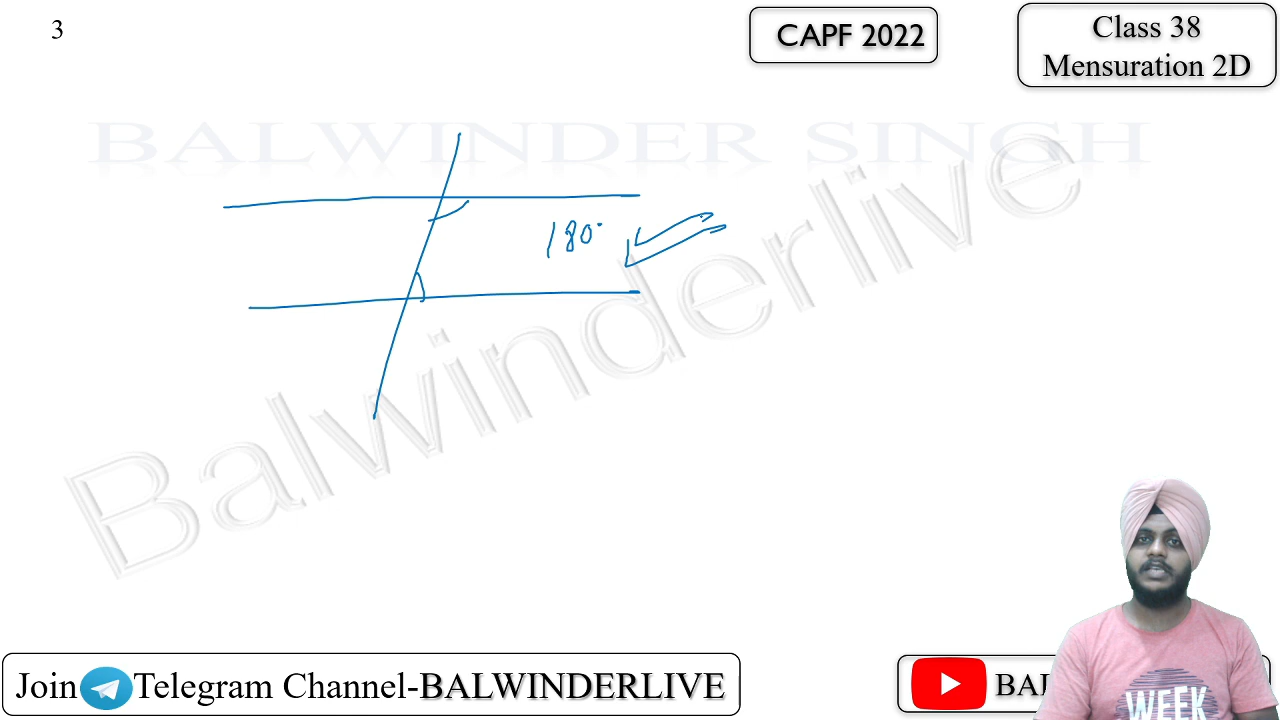 3
CAPF 2022
Class 38
Mensuration 2D
BALWINDER SINGH
180°
Balwinderlive
Join Telegram Channel-BALWINDERLIVE
BAL
WEEK